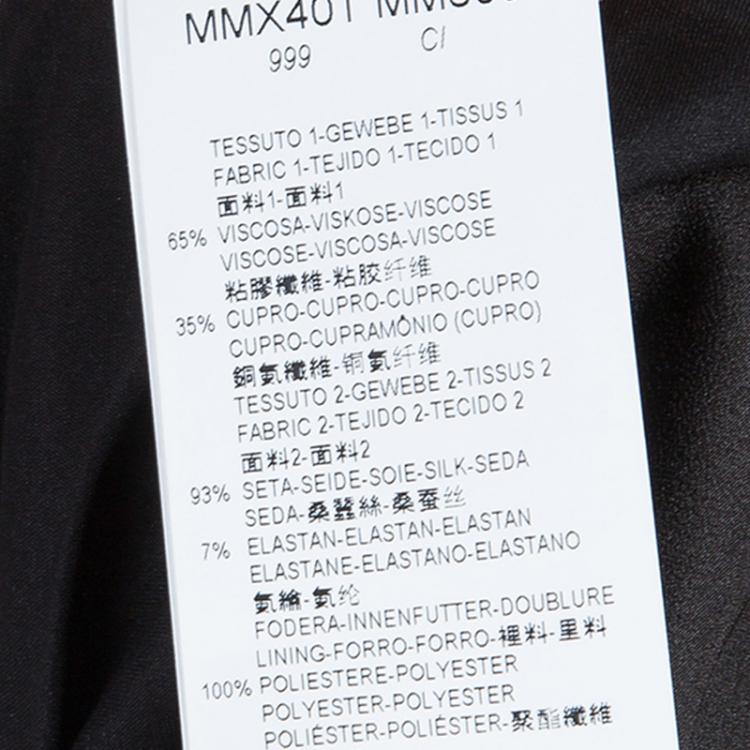 MMX401
999 C/
TESSUTO 1-GEWEBE 1-TISSUS 1
FABRIC 1-TEJIDO 1-TECIDO 1
面料1-面料1
65% VISCOSA-VISKOSE-VISCOSE
VISCOSE-VISCOSA-VISCOSE
粘膠纖維-粘胶纤维
35% CUPRO-CUPRO-CUPRO-CUPRO
CUPRO-CUPRAMÔNIO (CUPRO)
銅氨纖維-铜氨纤维
TESSUTO 2-GEWEBE 2-TISSUS 2
FABRIC 2-TEJIDO 2-TECIDO 2
面料2-面料2
93% SETA-SEIDE-SOIE-SILK-SEDA
SEDA-桑蠶絲-桑蚕丝
7% ELASTAN-ELASTAN-ELASTAN
ELASTANE-ELASTANO-ELASTANO
氨綸-氨纶
FODERA-INNENFUTTER-DOUBLURE
LINING-FORRO-FORRO-裡料-里料
100% POLIESTERE-POLYESTER
POLYESTER-POLYESTER
POLIÉSTER-POLIÉSTER-聚酯纖維